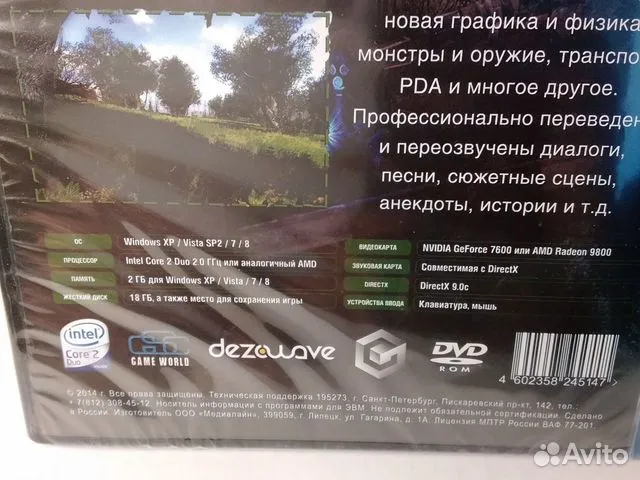 новая графика и физика
монстры и оружие, транспо
PDA и многое другое.
Профессионально переведен
и переозвучены диалоги,
песни, сюжетные сцены,
анекдоты, истории и т.д.
ОС Windows XP / Vista SP2 / 7 / 8
ПРОЦЕССОР Intel Core 2 Duo 2.0 ГГц или аналогичный AMD
ПАМЯТЬ 2 ГБ для Windows XP / Vista / 7 / 8
ЖЕСТКИЙ ДИСК 18 ГБ, а также место для сохранения игры
ВИДЕОКАРТА NVIDIA GeForce 7600 или AMD Radeon 9800
ЗВУКОВАЯ КАРТА Совместимая с DirectX
DIRECTX DirectX 9.0c
УСТРОЙСТВА ВВОДА Клавиатура, мышь
intel
Core 2
Duo
GAME WORLD
dezowave
DVD
ROM
4 602358 245147 >
© 2014 г. Все права защищены. Техническая поддержка 195273, г. Санкт-Петербург, Пискаревский пр-кт, 142, тел.:
+7(812) 308-45-12. Носитель информации с программами для ЭВМ. Не подлежит обязательной сертификации. Сделано
в России. Изготовитель ООО «Медиалайн», 399059, г. Липецк, ул. Гагарина, д. 1А. Лицензия МПТР России ВАФ 77-201.
Avito